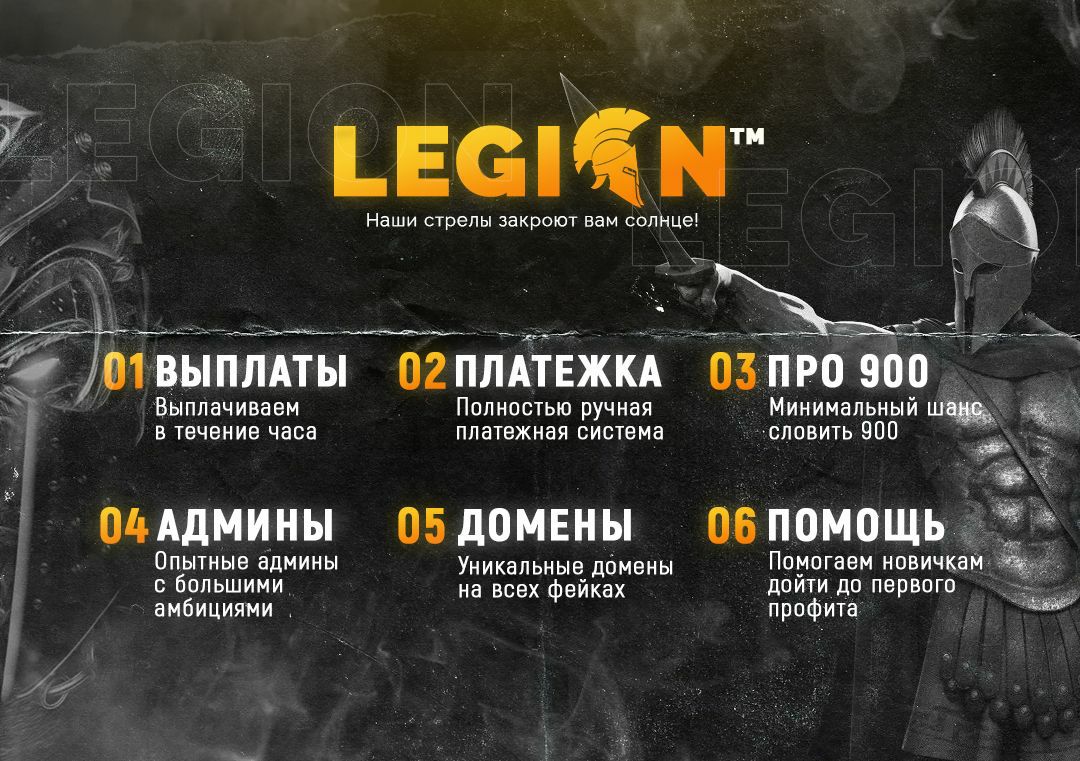 LEGION
LEGION™
LEGION
Наши стрелы закроют вам солнце!
01 ВЫПЛАТЫ
Выплачиваем
в течение часа
02 ПЛАТЕЖКА
Полностью ручная
платежная система
03 ПРО 900
Минимальный шанс
словить 900
04 АДМИНЫ
Опытные админы
с большими
амбициями
05 ДОМЕНЫ
Уникальные домены
на всех фейках
06 ПОМОЩЬ
Помогаем новичкам
дойти до первого
профита